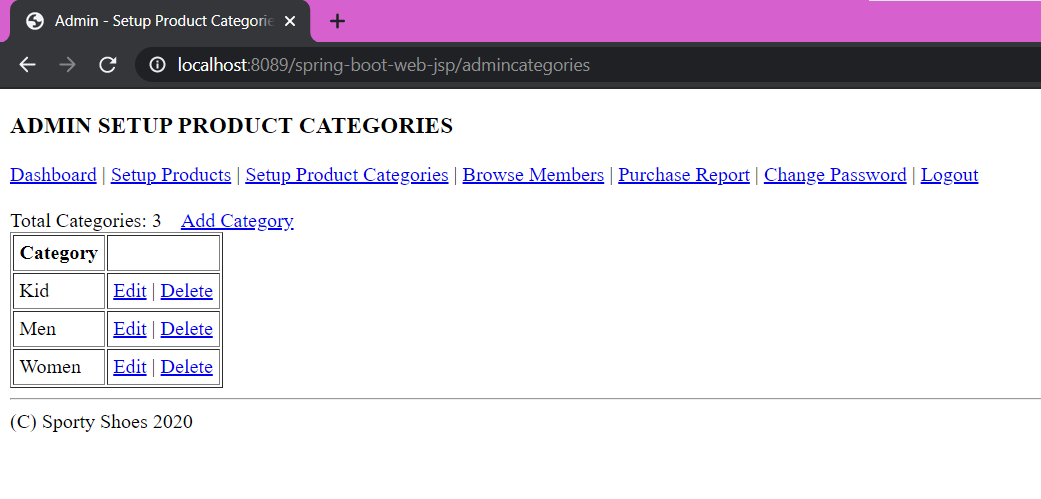 Admin - Setup Product Categorie
localhost:8089/spring-boot-web-jsp/admincategories
ADMIN SETUP PRODUCT CATEGORIES
Dashboard | Setup Products | Setup Product Categories | Browse Members | Purchase Report | Change Password | Logout
Total Categories: 3 Add Category
Category
Kid Edit | Delete
Men Edit | Delete
Women Edit | Delete
(C) Sporty Shoes 2020